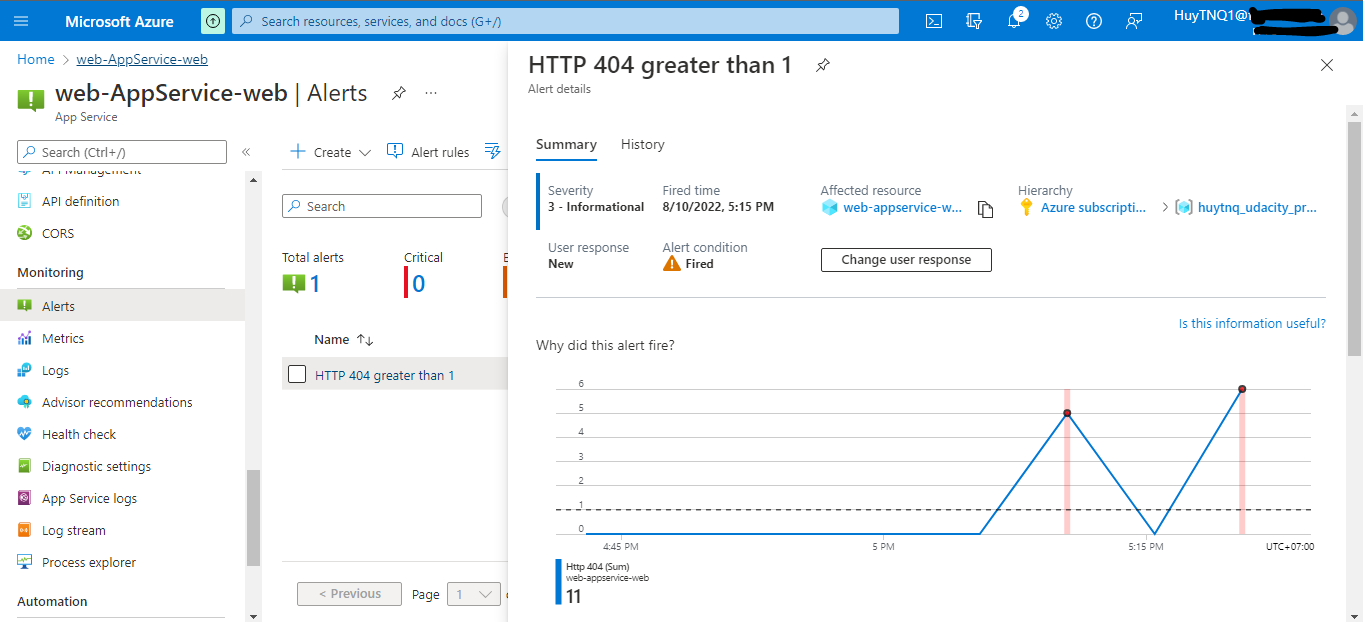 Microsoft Azure
Search resources, services, and docs (G+/)
2
HuyTNQ1@
Home > web-AppService-web
web-AppService-web | Alerts
...
App Service
Search (Ctrl+/)
«
API Management
API definition
CORS
Monitoring
Alerts
Metrics
Logs
Advisor recommendations
Health check
Diagnostic settings
App Service logs
Log stream
Process explorer
Automation
Create
Alert rules
Search
Total alerts
1
Critical
0
Name ↑↓
HTTP 404 greater than 1
< Previous
Page
1
HTTP 404 greater than 1
Alert details
Summary
History
Severity
3 - Informational
Fired time
8/10/2022, 5:15 PM
Affected resource
web-appservice-w...
Hierarchy
Azure subscripti... > huytnq_udacity_pr...
User response
New
Alert condition
Fired
Change user response
Is this information useful?
Why did this alert fire?
6
5
4
3
2
1
0
4:45 PM
5 PM
5:15 PM
UTC+07:00
Http 404 (Sum)
web-appservice-web
11